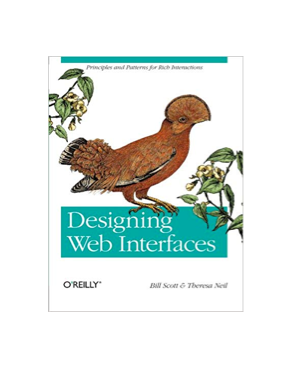 Principles and Patterns for Rich Interactions
Designing
Web Interfaces
O'REILLY®
Bill Scott & Theresa Neil